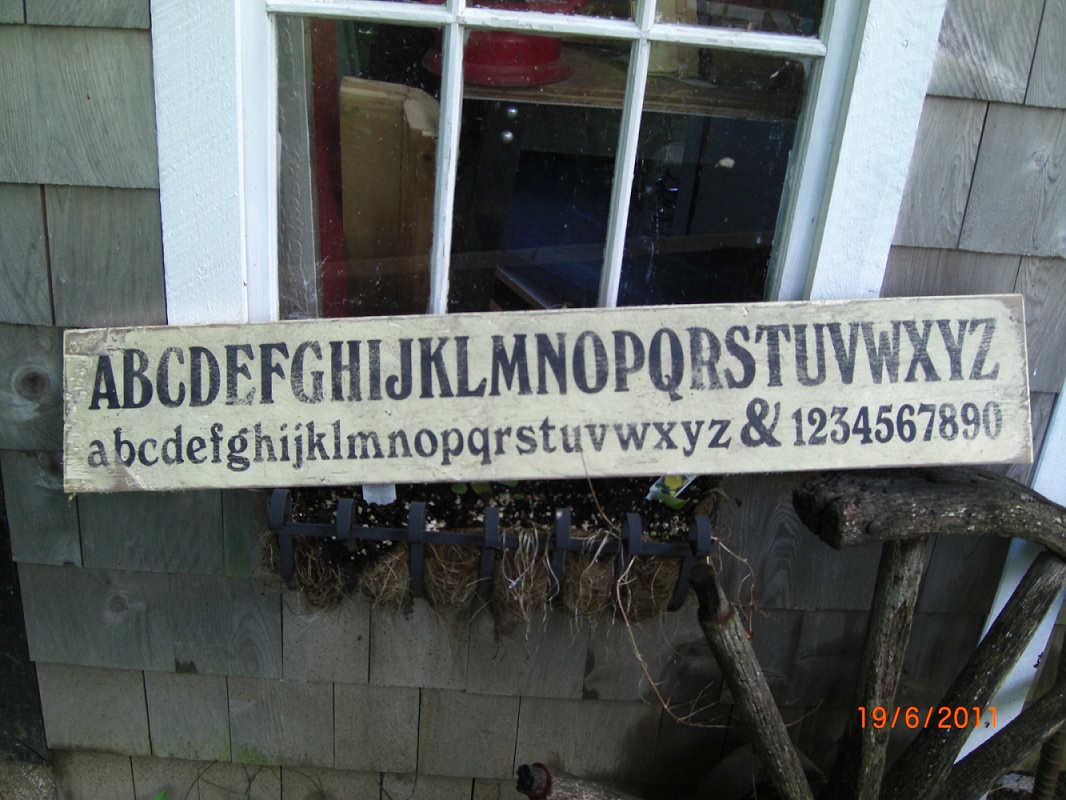 ABCDEFGHIJKLMNOPQRSTUVWXYZ
abcdefghijklmnopqrstuvwxyz & 1234567890
19/6/2011